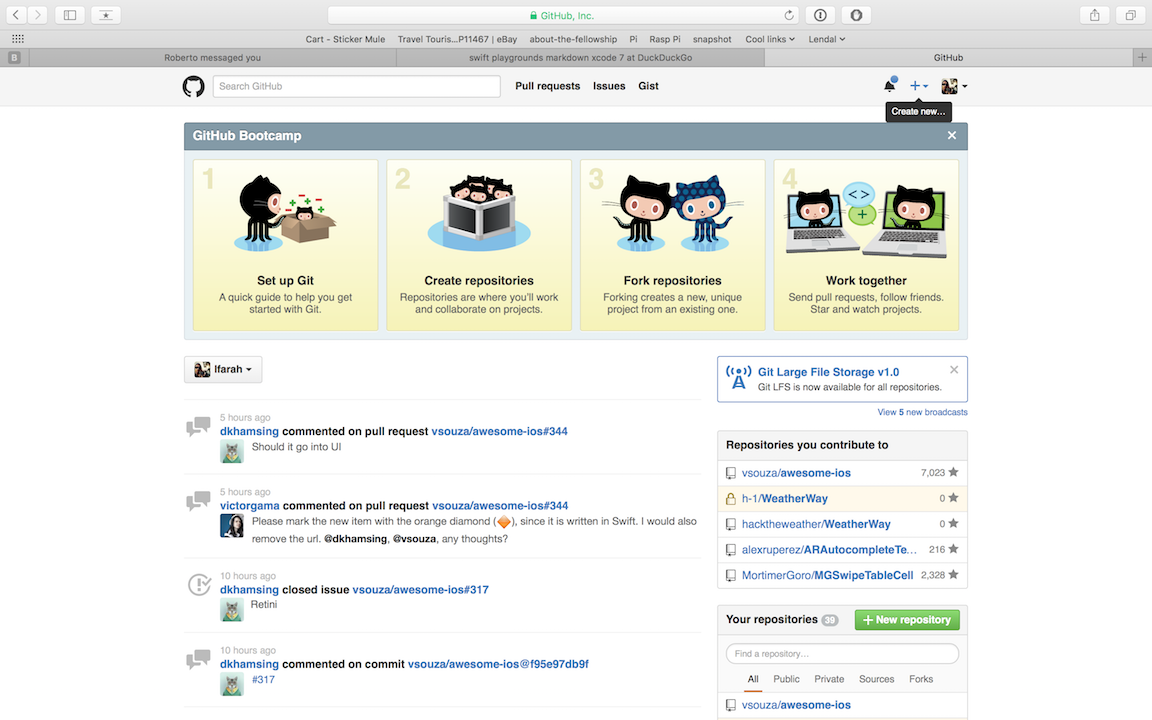 GitHub, Inc.
Cart - Sticker Mule
Travel Touris...P11467 | eBay
about-the-fellowship
Pi
Rasp Pi
snapshot
Cool links
Lendal
B
Roberto messaged you
swift playgrounds markdown xcode 7 at DuckDuckGo
GitHub
Search GitHub
Pull requests
Issues
Gist
Create new…
GitHub Bootcamp
1
Set up Git
A quick guide to help you get
started with Git.
2
Create repositories
Repositories are where you'll work
and collaborate on projects.
3
Fork repositories
Forking creates a new, unique
project from an existing one.
4
Work together
Send pull requests, follow friends.
Star and watch projects.
lfarah
5 hours ago
dkhamsing commented on pull request vsouza/awesome-ios#344
Should it go into UI
5 hours ago
victorgama commented on pull request vsouza/awesome-ios#344
Please mark the new item with the orange diamond (🔶), since it is written in Swift. I would also
remove the url. @dkhamsing, @vsouza, any thoughts?
10 hours ago
dkhamsing closed issue vsouza/awesome-ios#317
Retini
10 hours ago
dkhamsing commented on commit vsouza/awesome-ios@f95e97db9f
#317
Git Large File Storage v1.0
Git LFS is now available for all repositories.
View 5 new broadcasts
Repositories you contribute to
vsouza/awesome-ios 7,023
h-1/WeatherWay 0
hacktheweather/WeatherWay 0
alexruperez/ARAutocompleteTe... 216
MortimerGoro/MGSwipeTableCell 2,328
Your repositories 39
New repository
Find a repository…
All
Public
Private
Sources
Forks
vsouza/awesome-ios